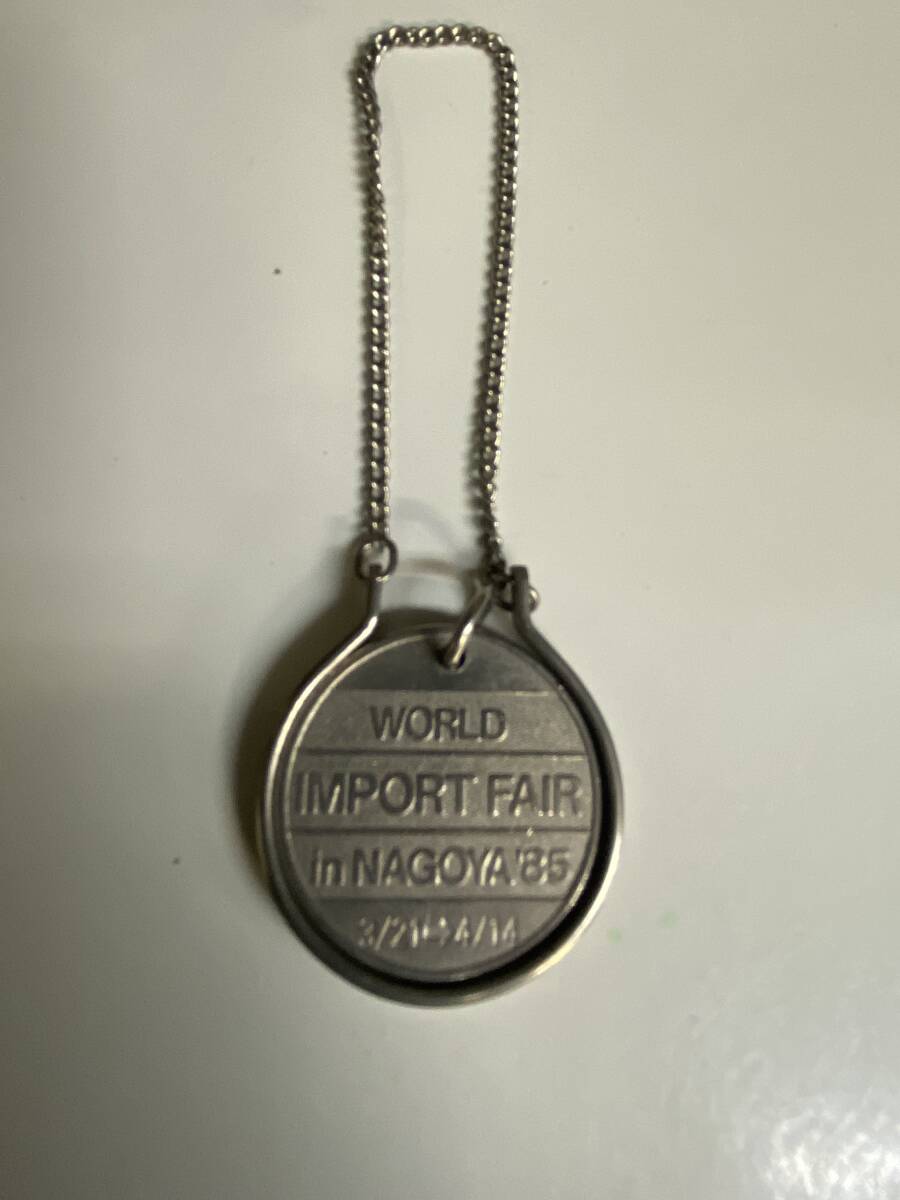 WORLD
IMPORT FAIR
in NAGOYA '85
3/21→4/14